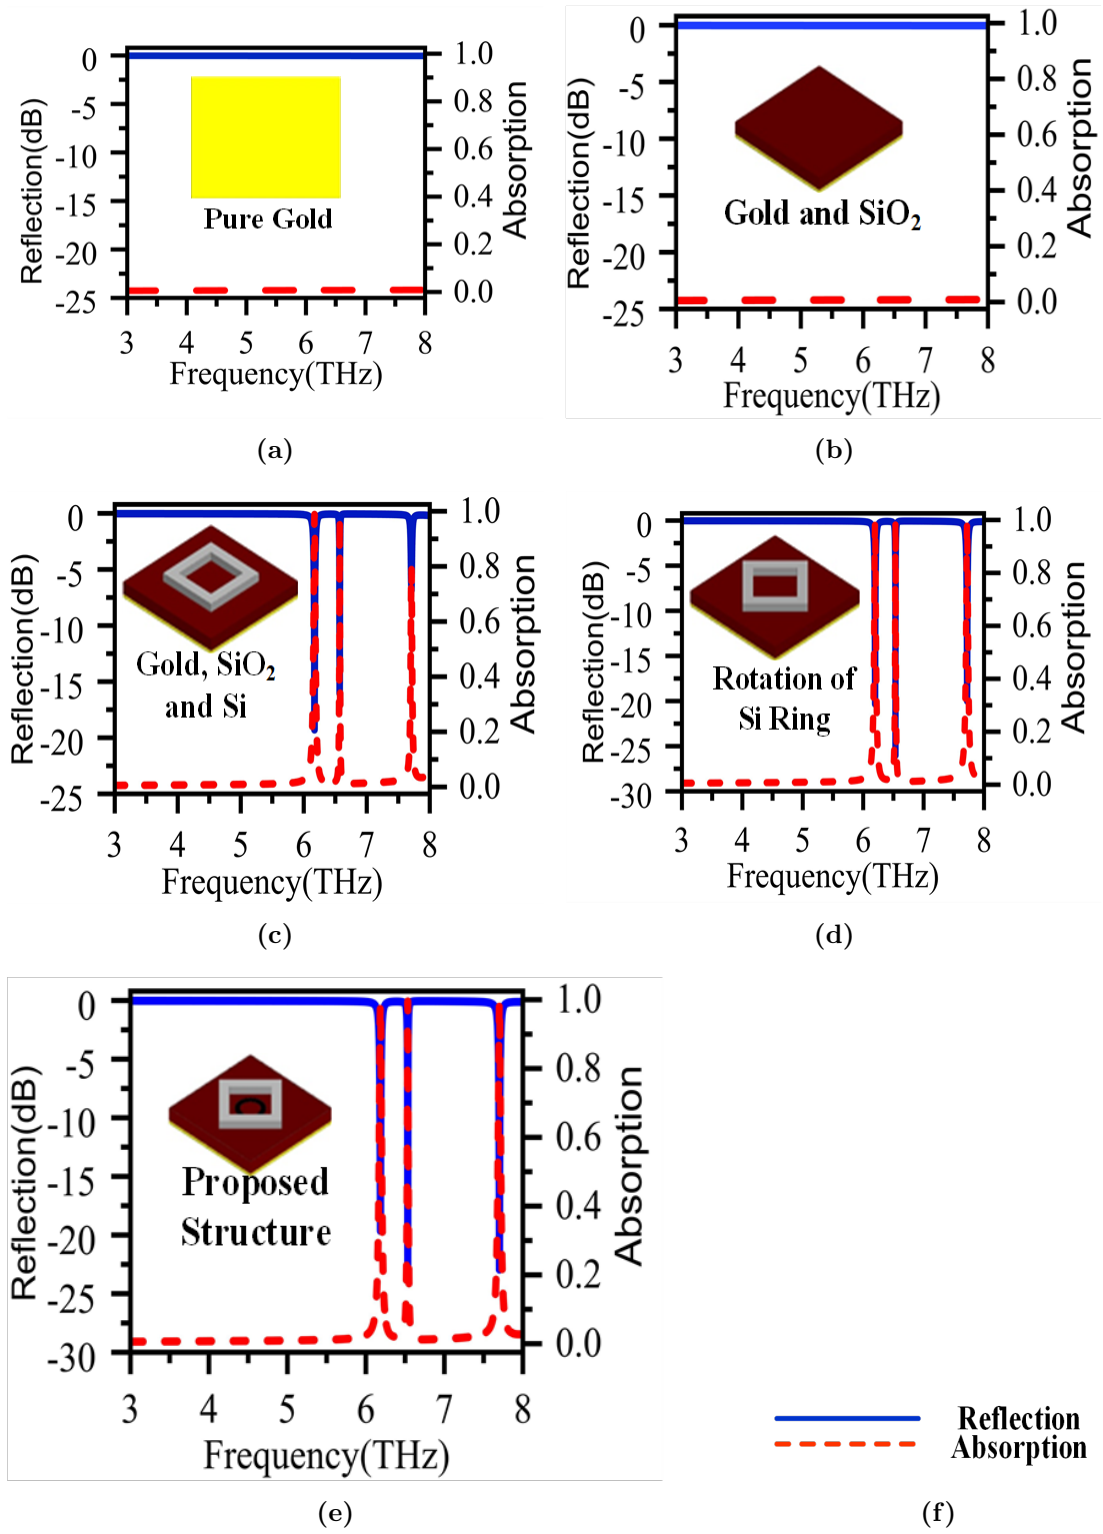 0
-5
-10
-15
-20
-25
Reflection(dB)
1.0
0.8
0.6
0.4
0.2
0.0
Absorption
Pure Gold
3 4 5 6 7 8
Frequency(THz)
(a)
0
-5
-10
-15
-20
-25
Reflection(dB)
1.0
0.8
0.6
0.4
0.2
0.0
Absorption
Gold and SiO₂
3 4 5 6 7 8
Frequency(THz)
(b)
0
-5
-10
-15
-20
-25
Reflection(dB)
1.0
0.8
0.6
0.4
0.2
0.0
Absorption
Gold, SiO₂
and Si
3 4 5 6 7 8
Frequency(THz)
(c)
0
-5
-10
-15
-20
-25
-30
Reflection(dB)
1.0
0.8
0.6
0.4
0.2
0.0
Absorption
Rotation of
Si Ring
3 4 5 6 7 8
Frequency(THz)
(d)
0
-5
-10
-15
-20
-25
-30
Reflection(dB)
1.0
0.8
0.6
0.4
0.2
0.0
Absorption
Proposed
Structure
3 4 5 6 7 8
Frequency(THz)
(e)
Reflection
Absorption
(f)